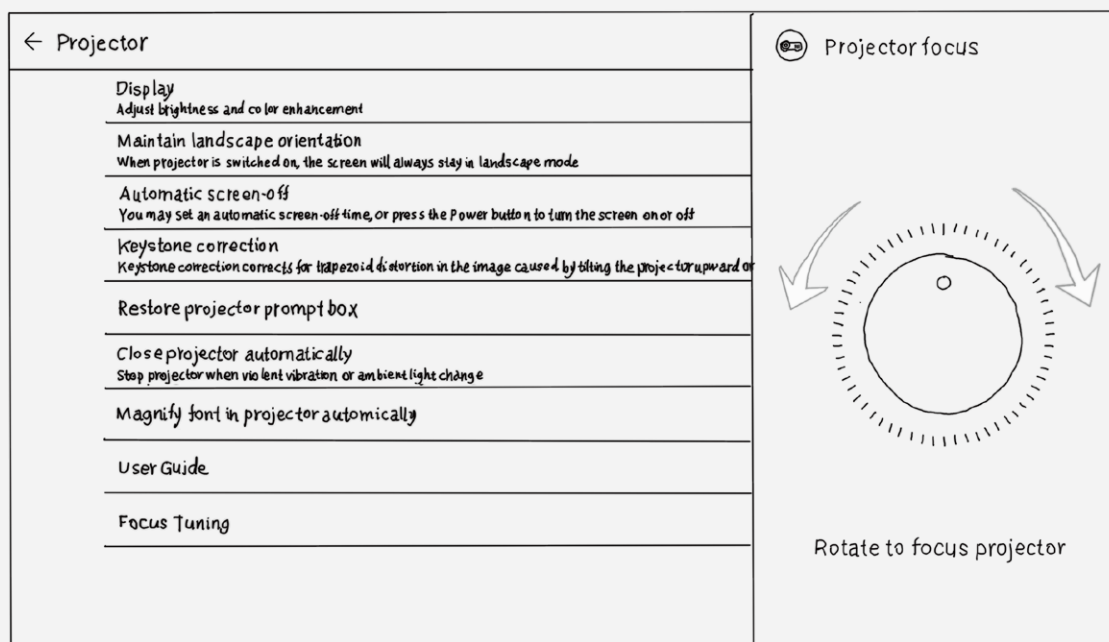 Projector
Display
Adjust brightness and color enhancement
Maintain landscape orientation
When projector is switched on, the screen will always stay in landscape mode
Automatic screen-off
You may set an automatic screen-off time, or press the Power button to turn the screen on or off
Keystone correction
Keystone correction corrects for trapezoid distortion in the image caused by tilting the projector upward or
Restore projector prompt box
Close projector automatically
Stop projector when violent vibration or ambient light change
Magnify font in projector automically
User Guide
Focus Tuning
Projector focus
Rotate to focus projector